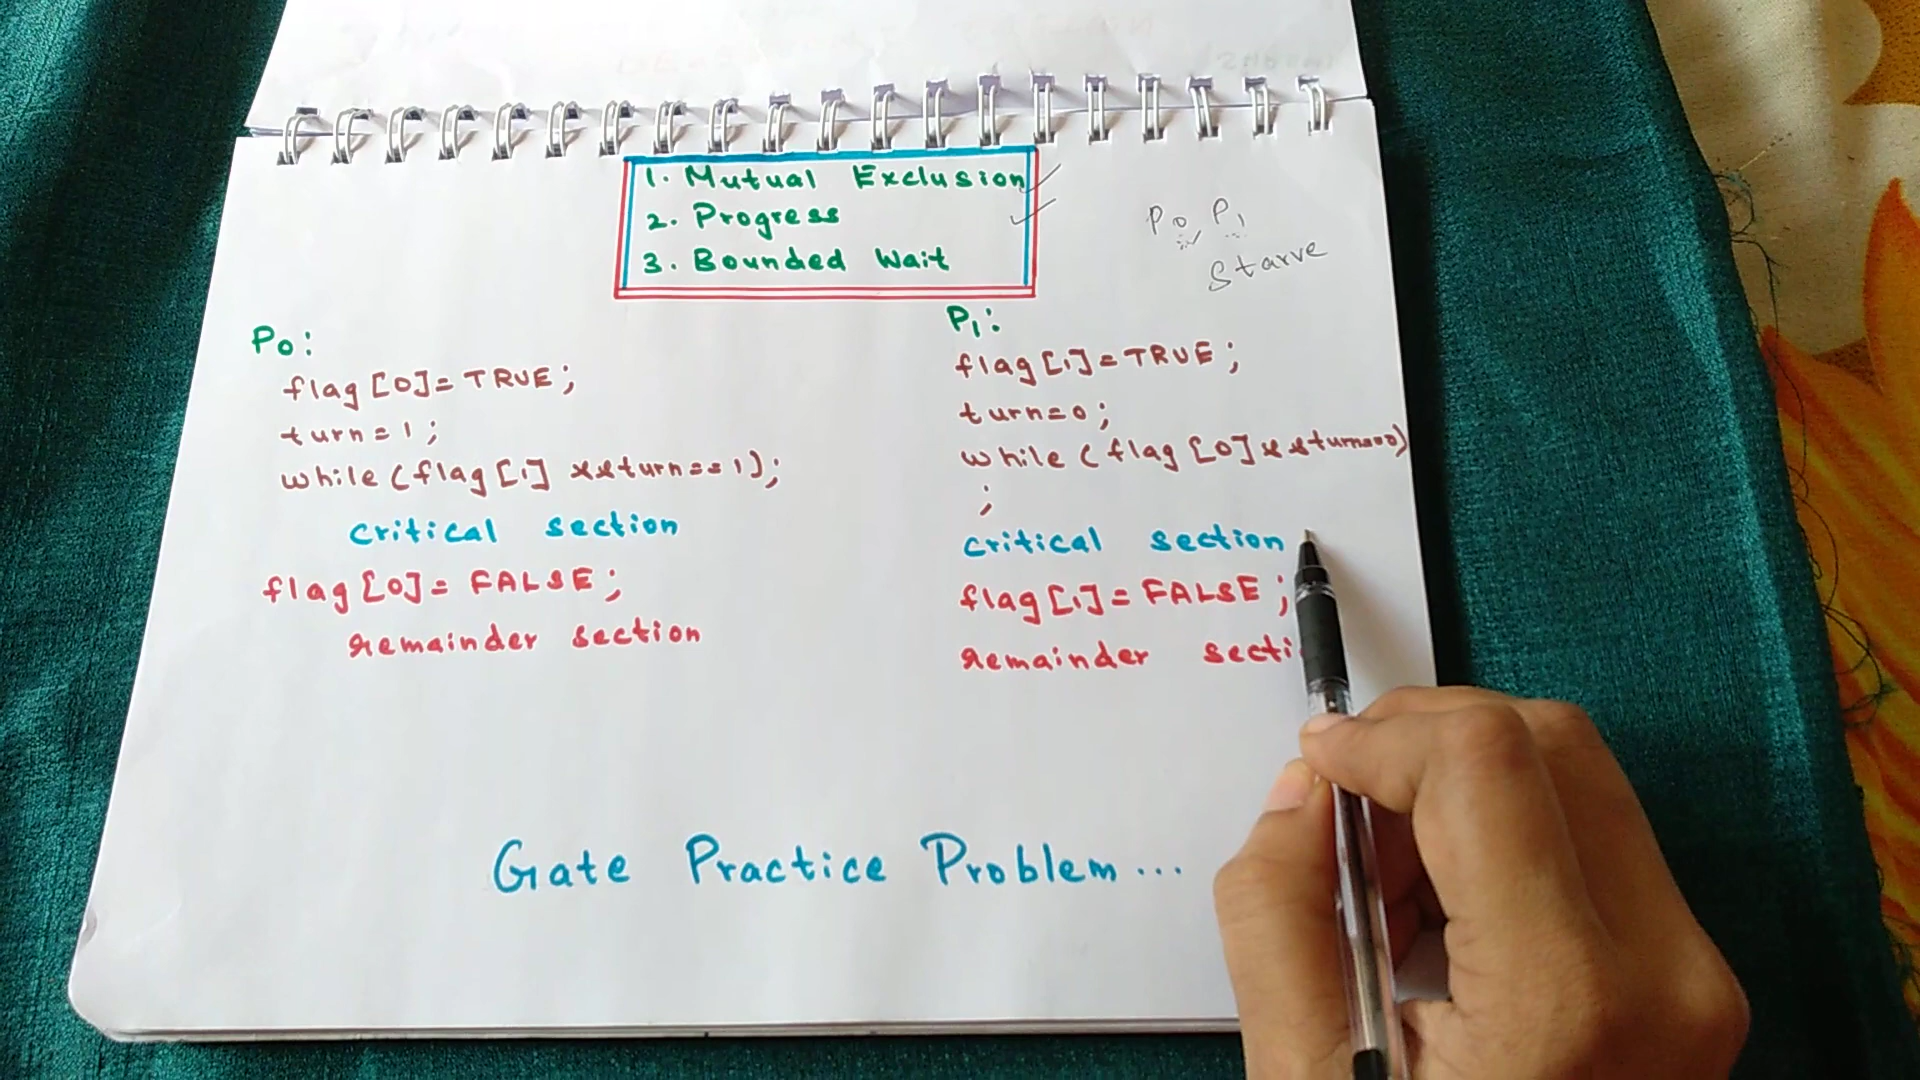 1. Mutual Exclusion
2. Progress
3. Bounded Wait
P0 P1
Starve
P0:
flag[0]= TRUE;
turn=1;
while(flag[1] &&turn==1);
critical section
flag[0]= FALSE;
remainder section
P1:
flag[1]=TRUE;
turn=0;
while(flag[0]&&turn==0)
;
critical section
flag[1]=FALSE;
remainder secti
Gate Practice Problem...